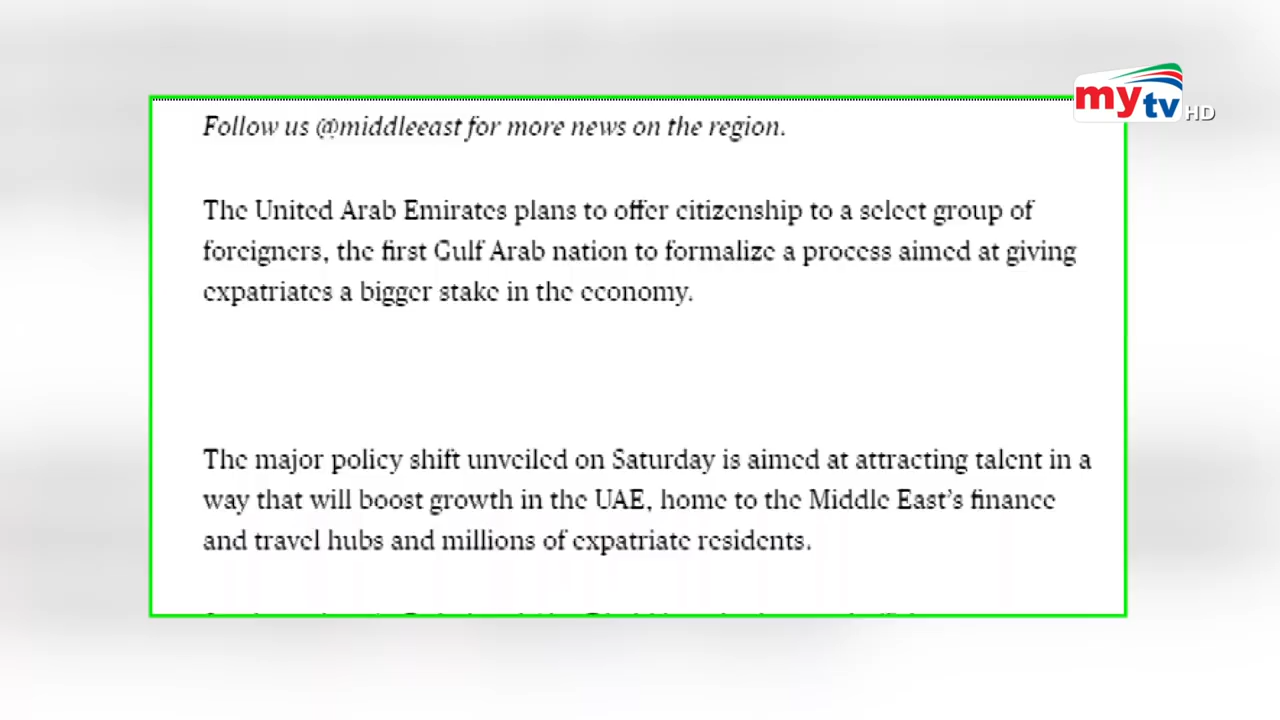 mytv HD
Follow us @middleeast for more news on the region.
The United Arab Emirates plans to offer citizenship to a select group of
foreigners, the first Gulf Arab nation to formalize a process aimed at giving
expatriates a bigger stake in the economy.
The major policy shift unveiled on Saturday is aimed at attracting talent in a
way that will boost growth in the UAE, home to the Middle East's finance
and travel hubs and millions of expatriate residents.